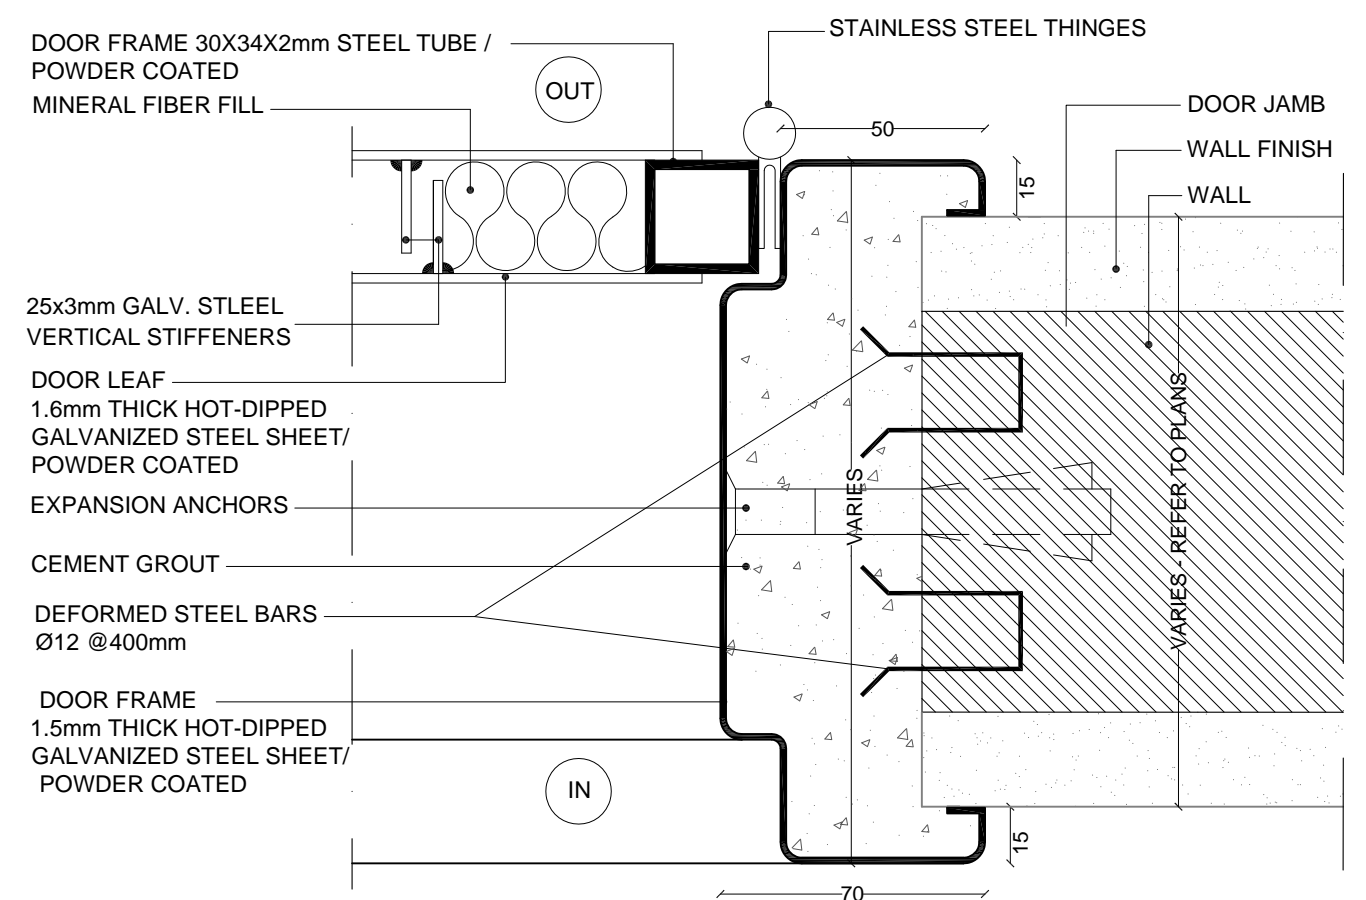 DOOR FRAME 30X34X2mm STEEL TUBE /
POWDER COATED
MINERAL FIBER FILL
OUT
STAINLESS STEEL THINGES
50
15
DOOR JAMB
WALL FINISH
WALL
25x3mm GALV. STLEEL
VERTICAL STIFFENERS
DOOR LEAF
1.6mm THICK HOT-DIPPED
GALVANIZED STEEL SHEET/
POWDER COATED
EXPANSION ANCHORS
CEMENT GROUT
DEFORMED STEEL BARS
Ø12 @400mm
DOOR FRAME
1.5mm THICK HOT-DIPPED
GALVANIZED STEEL SHEET/
POWDER COATED
VARIES
VARIES - REFER TO PLANS
IN
15
70